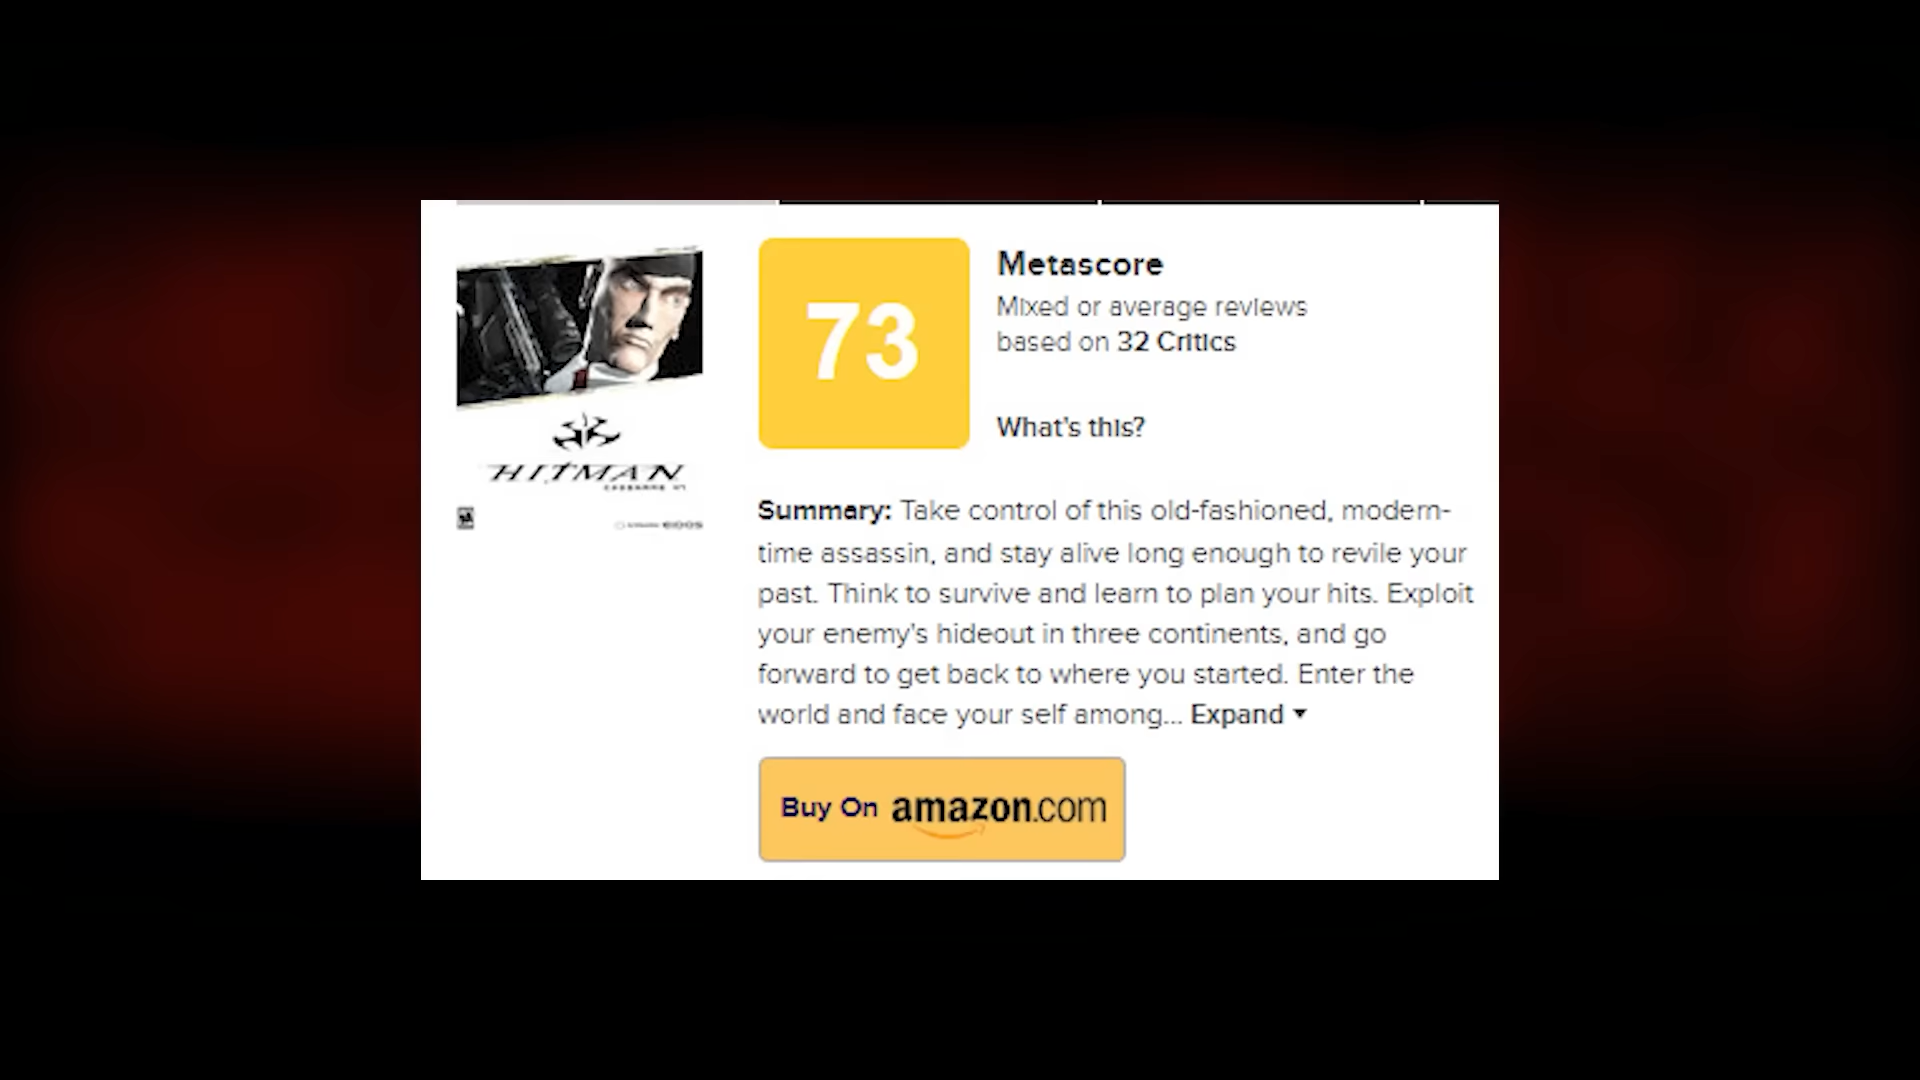 73
Metascore
Mixed or average reviews
based on 32 Critics
What's this?
HITMAN
Summary: Take control of this old-fashioned, modern-
time assassin, and stay alive long enough to revile your
past. Think to survive and learn to plan your hits. Exploit
your enemy's hideout in three continents, and go
forward to get back to where you started. Enter the
world and face your self among... Expand
Buy On amazon.com